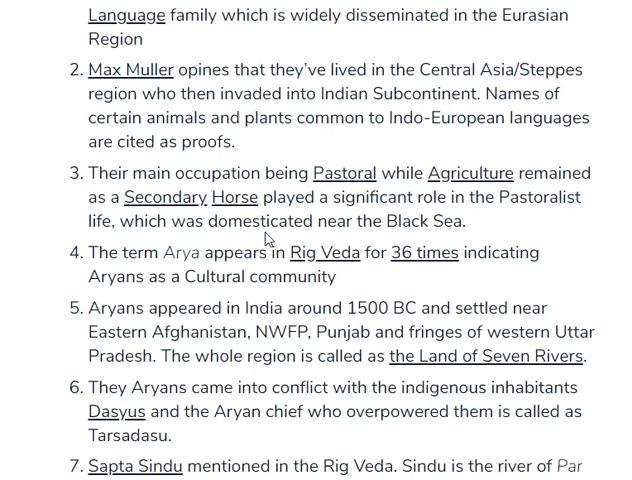 Language family which is widely disseminated in the Eurasian
Region
2. Max Muller opines that they've lived in the Central Asia/Steppes
region who then invaded into Indian Subcontinent. Names of
certain animals and plants common to Indo-European languages
are cited as proofs.
3. Their main occupation being Pastoral while Agriculture remained
as a Secondary Horse played a significant role in the Pastoralist
life, which was domesticated near the Black Sea.
4. The term Arya appears in Rig Veda for 36 times indicating
Aryans as a Cultural community
5. Aryans appeared in India around 1500 BC and settled near
Eastern Afghanistan, NWFP, Punjab and fringes of western Uttar
Pradesh. The whole region is called as the Land of Seven Rivers.
6. They Aryans came into conflict with the indigenous inhabitants
Dasyus and the Aryan chief who overpowered them is called as
Tarsadasu.
7. Sapta Sindu mentioned in the Rig Veda. Sindu is the river of Par